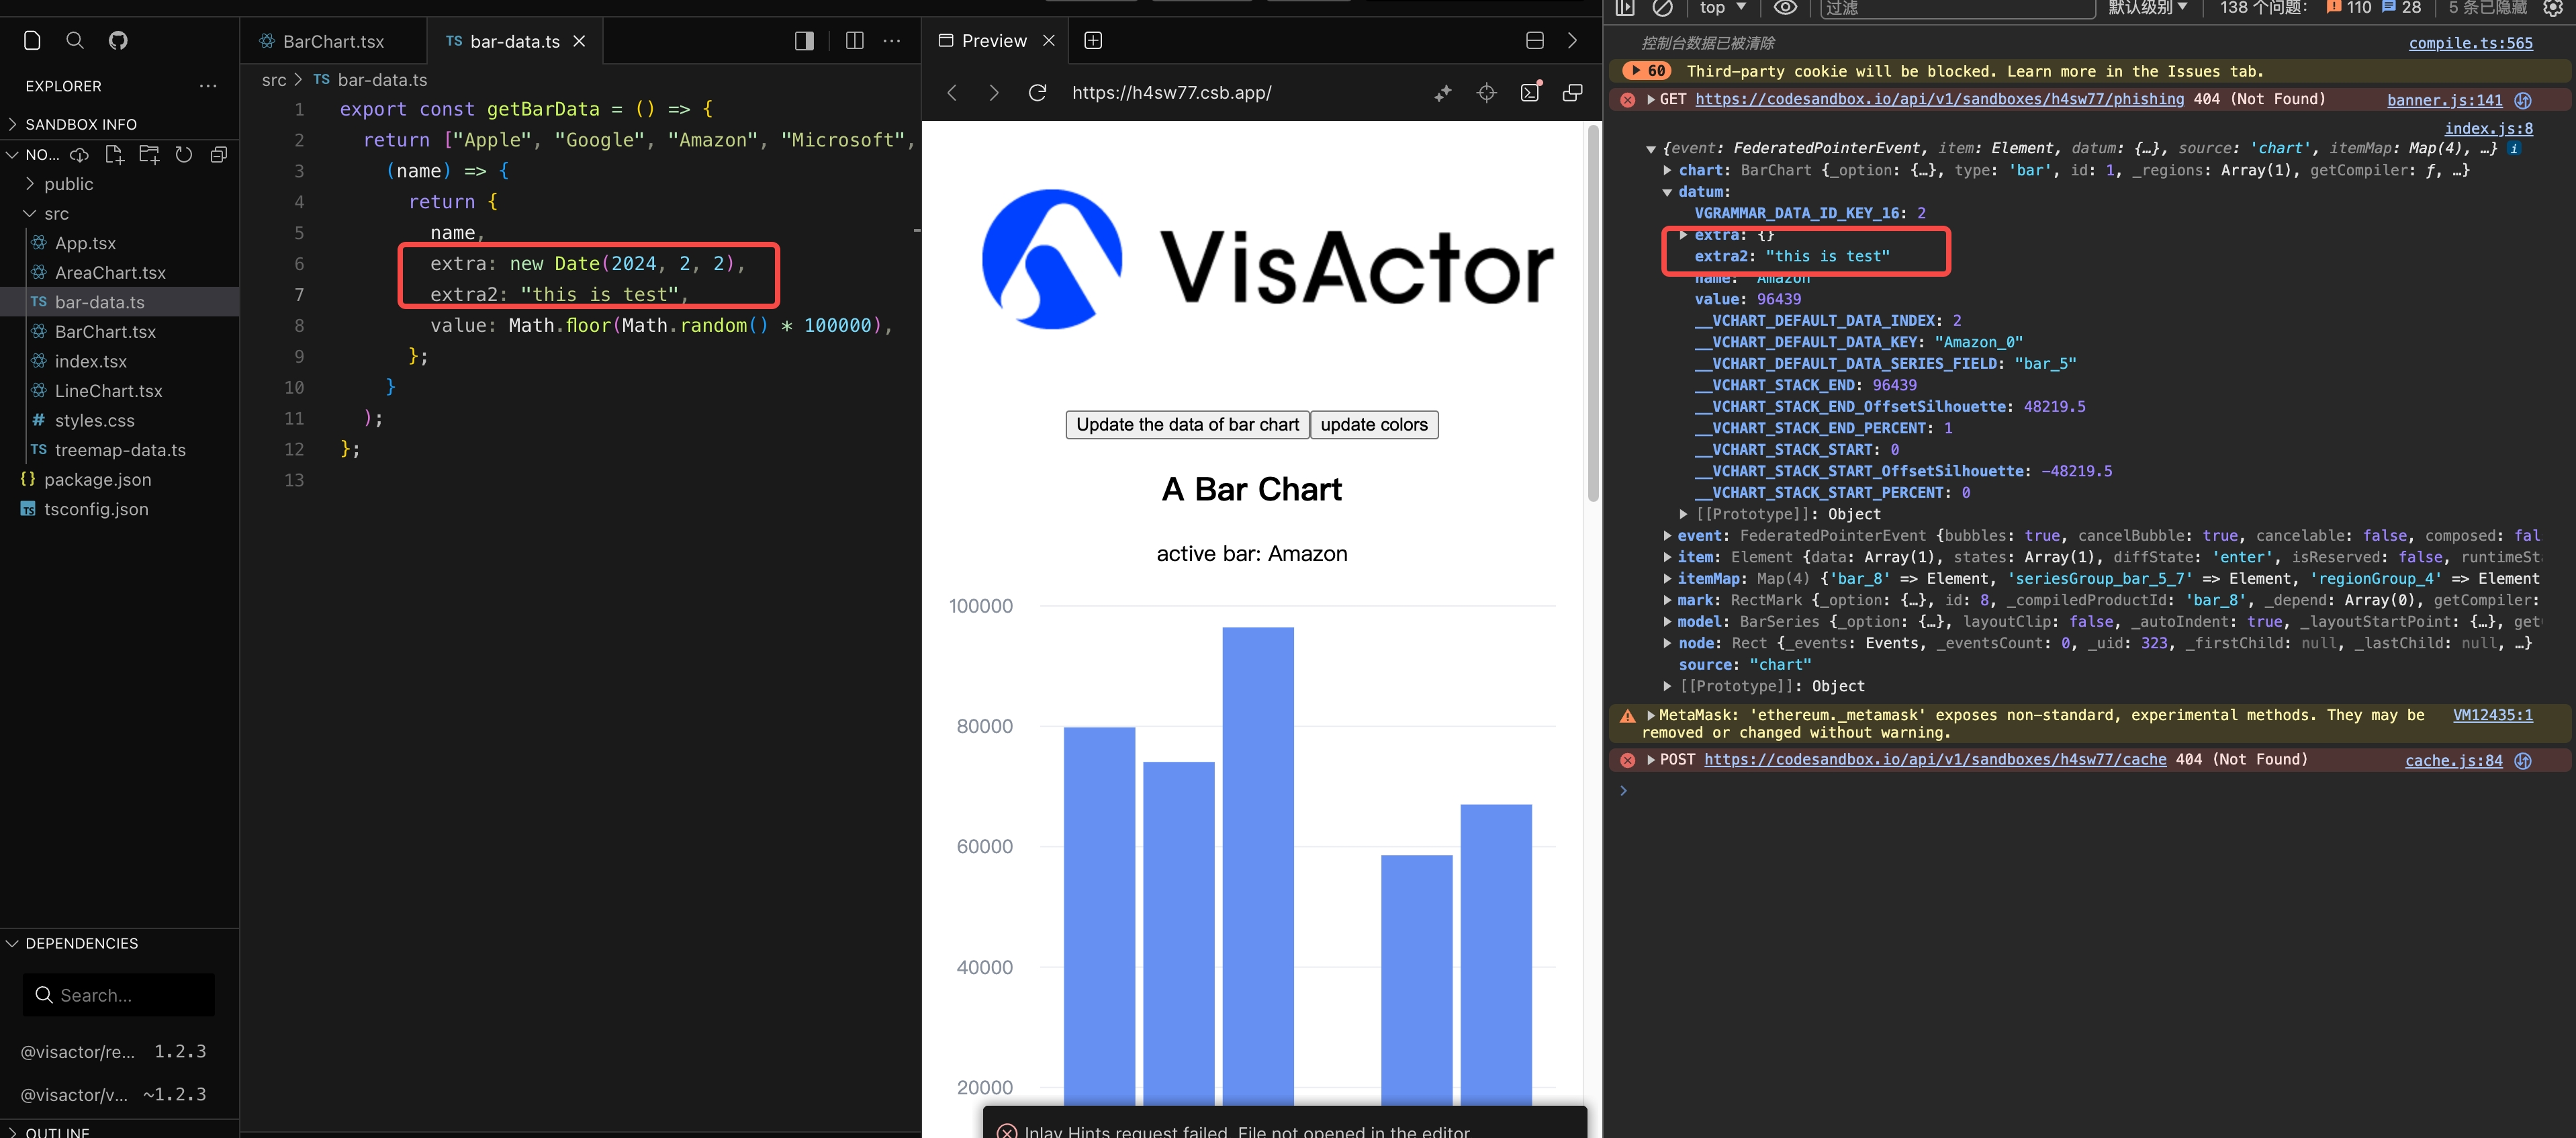 EXPLORER
SANDBOX INFO
NO...
public
src
App.tsx
AreaChart.tsx
TS bar-data.ts
BarChart.tsx
index.tsx
LineChart.tsx
# styles.css
TS treemap-data.ts
{} package.json
TS tsconfig.json
DEPENDENCIES
Search...
@visactor/re... 1.2.3
@visactor/v... ~1.2.3
OUTLINE
BarChart.tsx
TS bar-data.ts
src > TS bar-data.ts
1 export const getBarData = () => {
2 return ["Apple", "Google", "Amazon", "Microsoft",
3 (name) => {
4 return {
5 name,
6 extra: new Date(2024, 2, 2),
7 extra2: "this is test",
8 value: Math.floor(Math.random() * 100000),
9 };
10 }
11 );
12 };
13
Preview
https://h4sw77.csb.app/
VisActor
Update the data of bar chart
update colors
A Bar Chart
active bar: Amazon
100000
80000
60000
40000
20000
Inlay Hints request failed. File not opened in the editor
top
过滤
默认级别
138 个问题:
110
28
5 条已隐藏
控制台数据已被清除
compile.ts:565
60 Third-party cookie will be blocked. Learn more in the Issues tab.
GET https://codesandbox.io/api/v1/sandboxes/h4sw77/phishing 404 (Not Found) banner.js:141
index.js:8
{event: FederatedPointerEvent, item: Element, datum: {…}, source: 'chart', itemMap: Map(4), …} i
chart: BarChart {_option: {…}, type: 'bar', id: 1, _regions: Array(1), getCompiler: ƒ, …}
datum:
VGRAMMAR_DATA_ID_KEY_16: 2
extra: {}
extra2: "this is test"
name: "Amazon"
value: 96439
__VCHART_DEFAULT_DATA_INDEX: 2
__VCHART_DEFAULT_DATA_KEY: "Amazon_0"
__VCHART_DEFAULT_DATA_SERIES_FIELD: "bar_5"
__VCHART_STACK_END: 96439
__VCHART_STACK_END_OffsetSilhouette: 48219.5
__VCHART_STACK_END_PERCENT: 1
__VCHART_STACK_START: 0
__VCHART_STACK_START_OffsetSilhouette: -48219.5
__VCHART_STACK_START_PERCENT: 0
[[Prototype]]: Object
event: FederatedPointerEvent {bubbles: true, cancelBubble: true, cancelable: false, composed: fal
item: Element {data: Array(1), states: Array(1), diffState: 'enter', isReserved: false, runtimeSt
itemMap: Map(4) {'bar_8' => Element, 'seriesGroup_bar_5_7' => Element, 'regionGroup_4' => Element
mark: RectMark {_option: {…}, id: 8, _compiledProductId: 'bar_8', _depend: Array(0), getCompiler:
model: BarSeries {_option: {…}, layoutClip: false, _autoIndent: true, _layoutStartPoint: {…}, get
node: Rect {_events: Events, _eventsCount: 0, _uid: 323, _firstChild: null, _lastChild: null, …}
source: "chart"
[[Prototype]]: Object
MetaMask: 'ethereum._metamask' exposes non-standard, experimental methods. They may be VM12435:1
removed or changed without warning.
POST https://codesandbox.io/api/v1/sandboxes/h4sw77/cache 404 (Not Found) cache.js:84